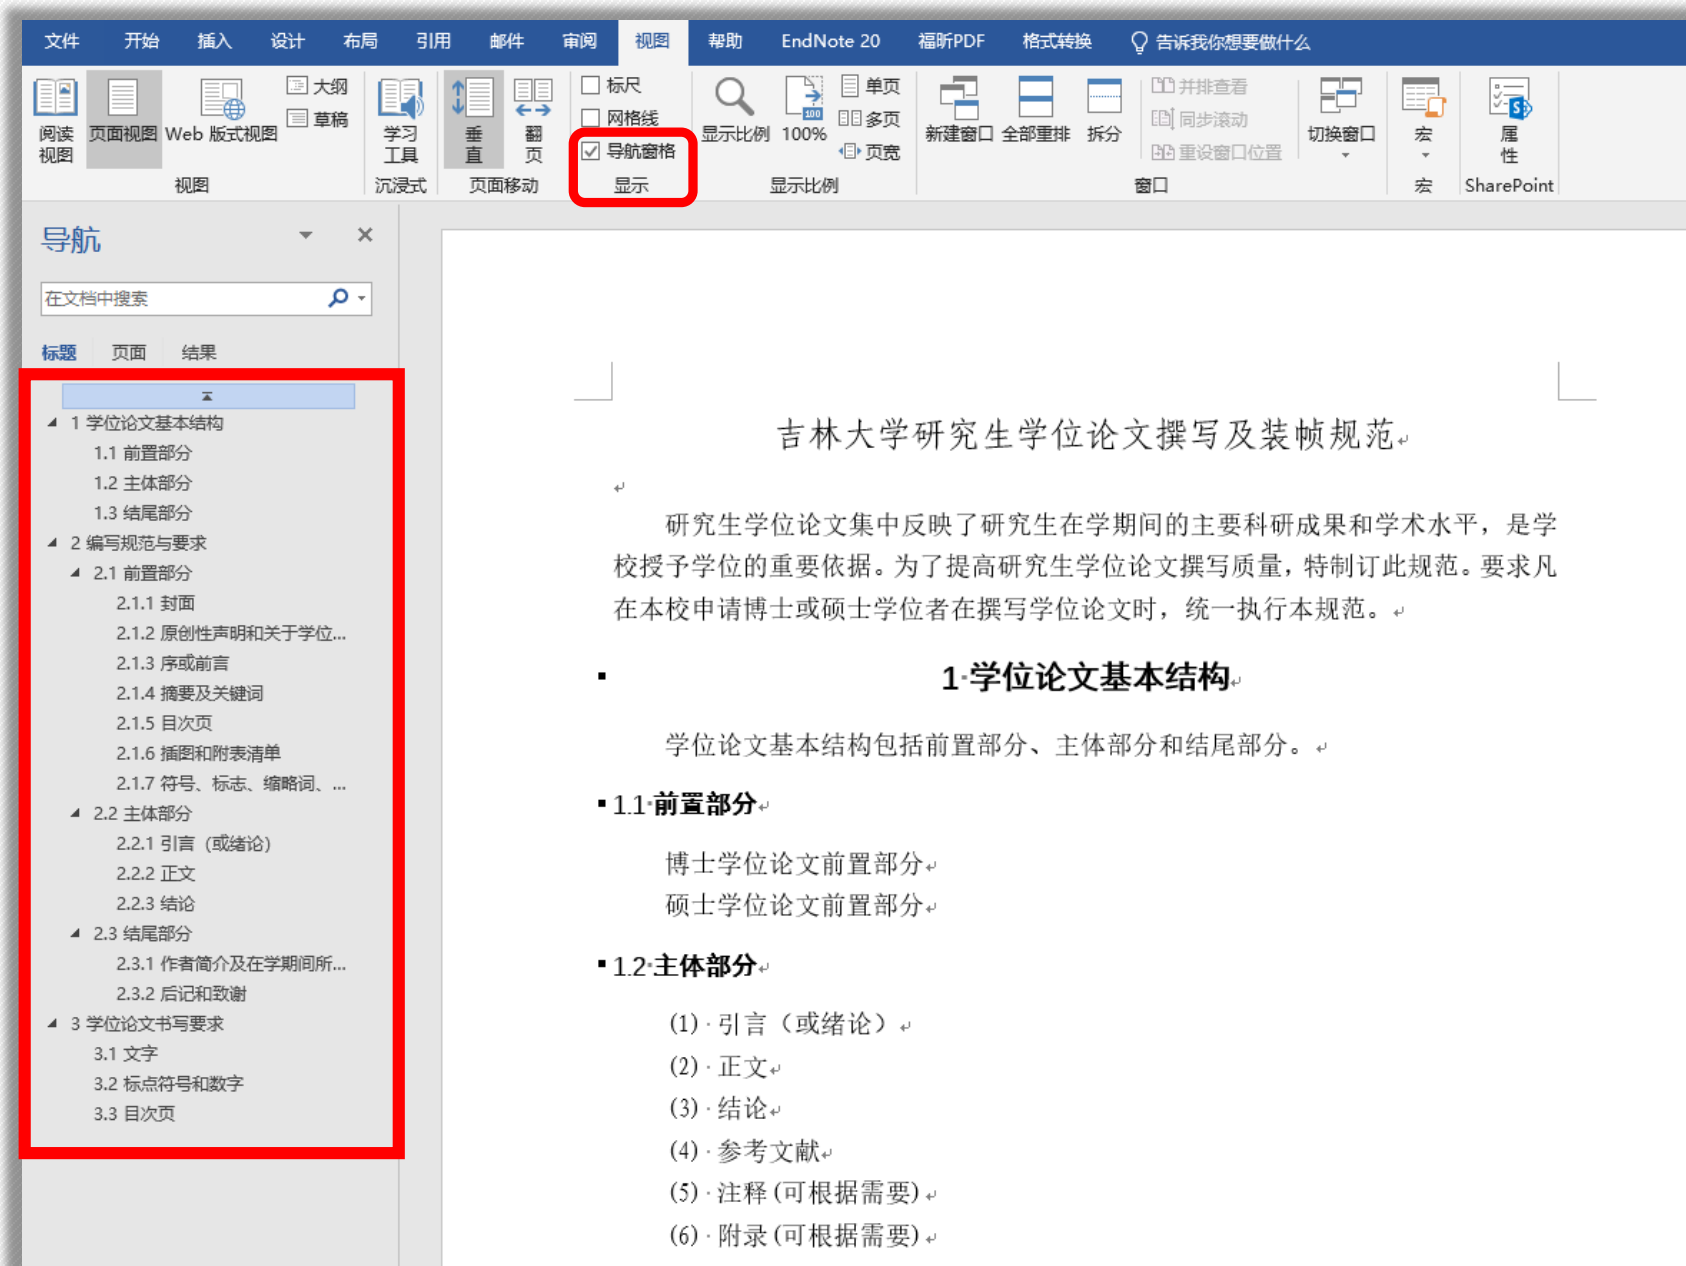 文件 开始 插入 设计 布局 引用 邮件 审阅 视图 帮助 EndNote 20 福昕PDF 格式转换 告诉我你想要做什么
阅读视图 页面视图 Web 版式视图 大纲 草稿
视图
学习工具
沉浸式
垂直 翻页
页面移动
标尺
网格线
导航窗格
显示
显示比例 100% 单页 多页 页宽
显示比例
新建窗口 全部重排 拆分 并排查看 同步滚动 重设窗口位置 切换窗口
窗口
宏
宏
属性
SharePoint
导航
在文档中搜索
标题 页面 结果
1 学位论文基本结构
1.1 前置部分
1.2 主体部分
1.3 结尾部分
2 编写规范与要求
2.1 前置部分
2.1.1 封面
2.1.2 原创性声明和关于学位...
2.1.3 序或前言
2.1.4 摘要及关键词
2.1.5 目次页
2.1.6 插图和附表清单
2.1.7 符号、标志、缩略词、...
2.2 主体部分
2.2.1 引言（或绪论）
2.2.2 正文
2.2.3 结论
2.3 结尾部分
2.3.1 作者简介及在学期间所...
2.3.2 后记和致谢
3 学位论文书写要求
3.1 文字
3.2 标点符号和数字
3.3 目次页
吉林大学研究生学位论文撰写及装帧规范
研究生学位论文集中反映了研究生在学期间的主要科研成果和学术水平，是学
校授予学位的重要依据。为了提高研究生学位论文撰写质量，特制订此规范。要求凡
在本校申请博士或硕士学位者在撰写学位论文时，统一执行本规范。
1 学位论文基本结构
学位论文基本结构包括前置部分、主体部分和结尾部分。
1.1 前置部分
博士学位论文前置部分
硕士学位论文前置部分
1.2 主体部分
(1) 引言（或绪论）
(2) 正文
(3) 结论
(4) 参考文献
(5) 注释(可根据需要)
(6) 附录(可根据需要)